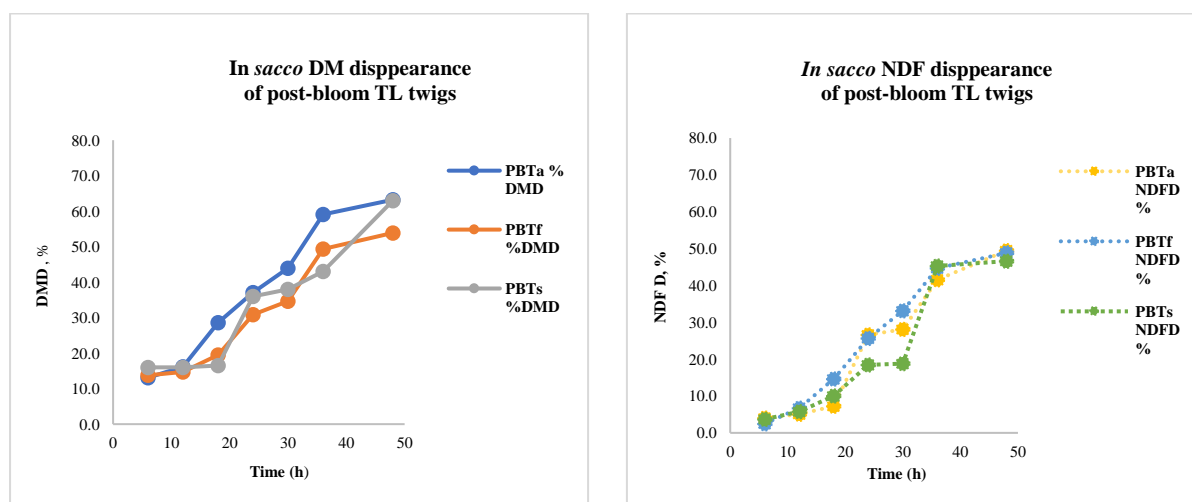 In sacco DM disppearance
of post-bloom TL twigs
80.0
70.0
60.0
50.0
40.0
30.0
20.0
10.0
0.0
DMD , %
0 10 20 30 40 50
Time (h)
PBTa %
DMD
PBTf
%DMD
PBTs
%DMD
In sacco NDF disppearance
of post-bloom TL twigs
80.0
70.0
60.0
50.0
40.0
30.0
20.0
10.0
0.0
NDF D, %
0 10 20 30 40 50
Time (h)
PBTa
NDFD
%
PBTf
NDFD
%
PBTs
NDFD
%